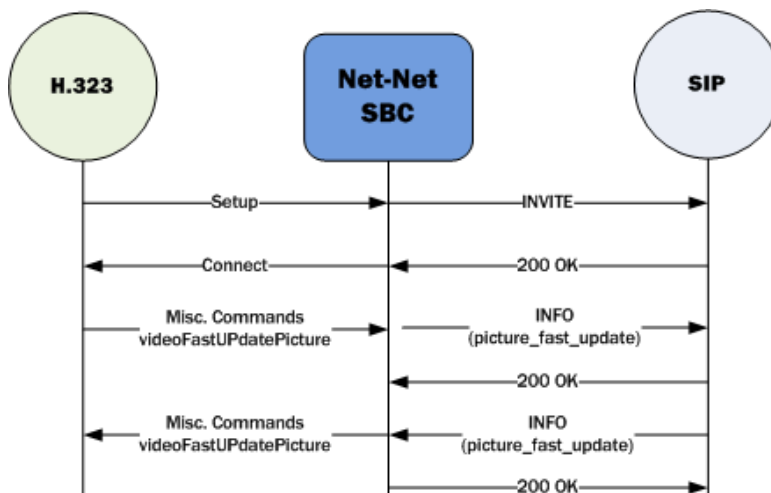 H.323
Net-Net
SBC
SIP
Setup
INVITE
Connect
200 OK
Misc. Commands
videoFastUPdatePicture
INFO
(picture_fast_update)
200 OK
Misc. Commands
videoFastUPdatePicture
INFO
(picture_fast_update)
200 OK